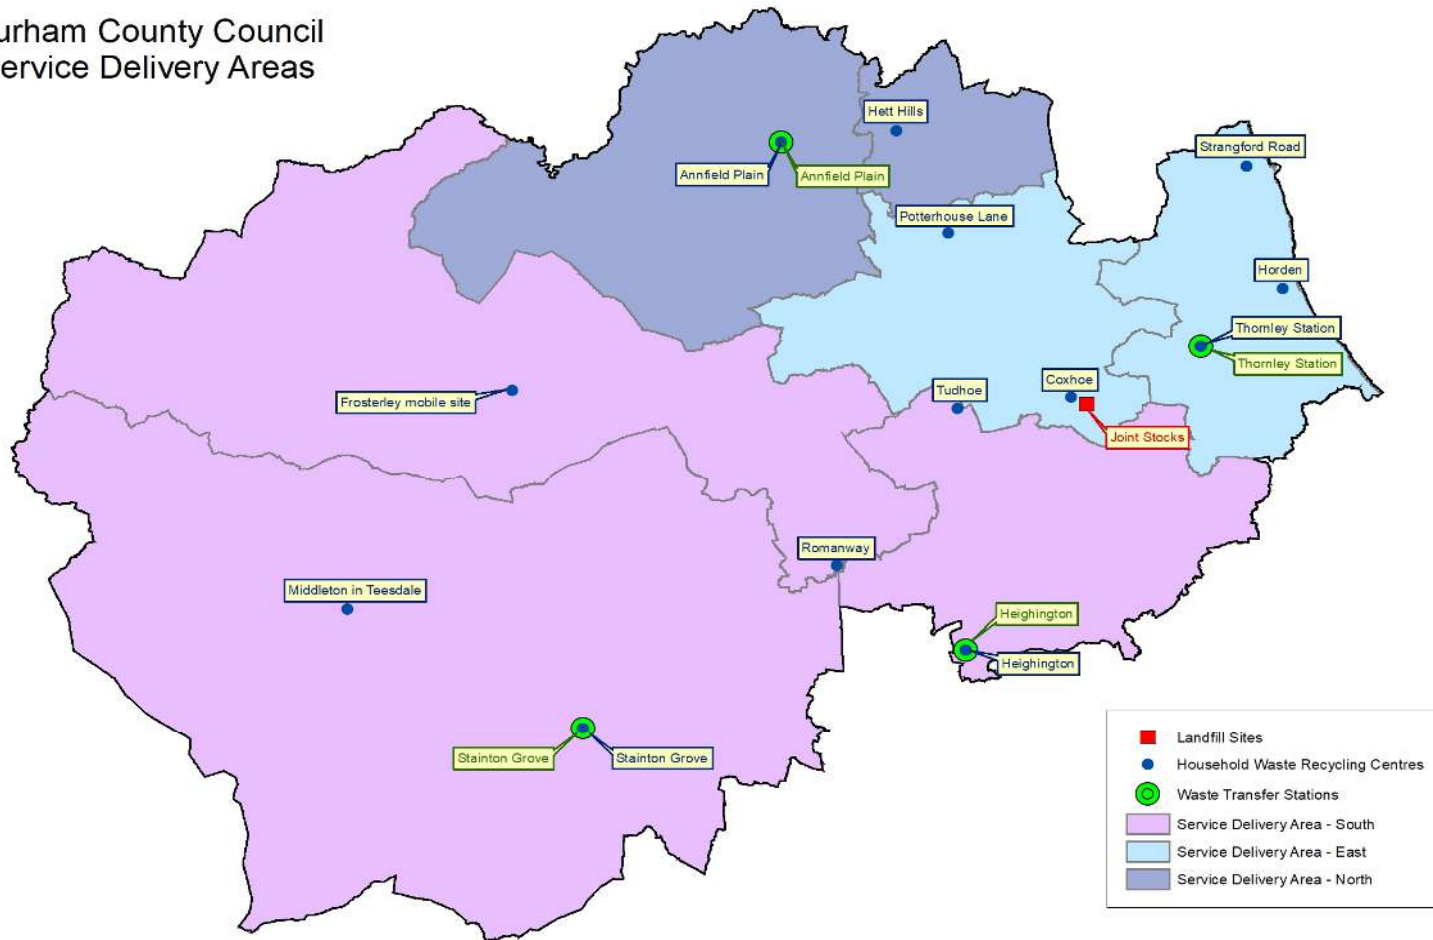 urham County Council
ervice Delivery Areas
Hett Hills
Strangford Road
Annfield Plain
Annfield Plain
Potterhouse Lane
Horden
Thornley Station
Thornley Station
Coxhoe
Tudhoe
Frosterley mobile site
Joint Stocks
Romanway
Middleton in Teesdale
Heighington
Heighington
Stainton Grove
Stainton Grove
Landfill Sites
Household Waste Recycling Centres
Waste Transfer Stations
Service Delivery Area - South
Service Delivery Area - East
Service Delivery Area - North